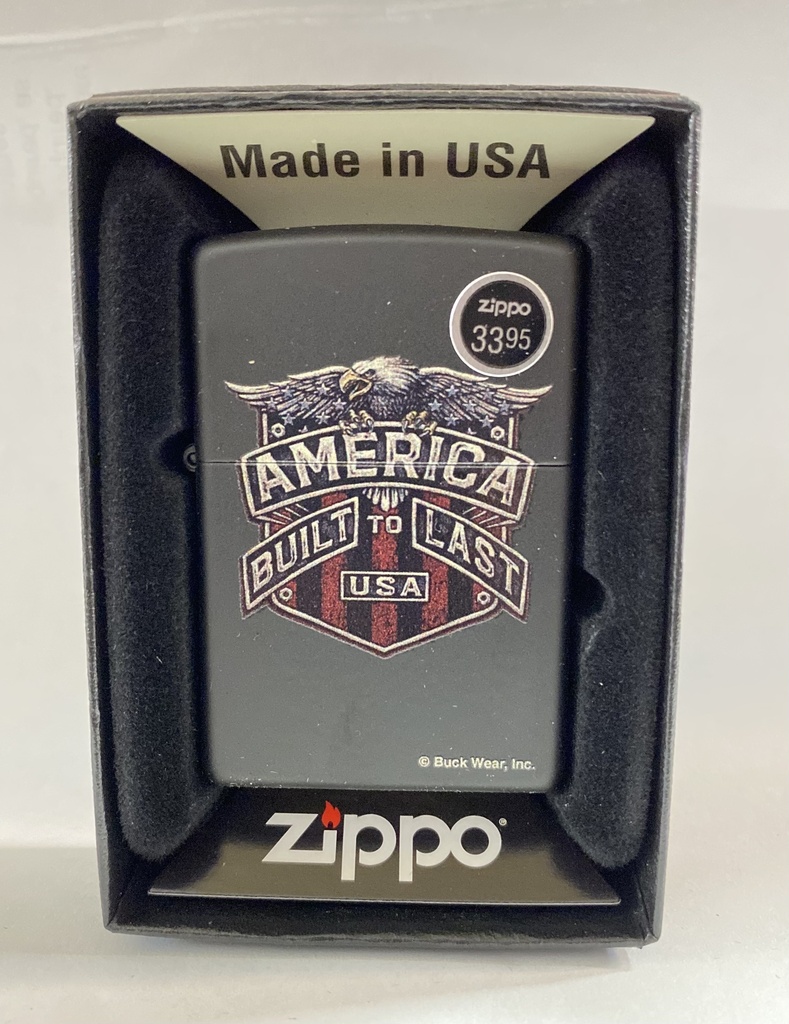 Made in USA
zippo
33.95
AMERICA
BUILT TO LAST
USA
© Buck Wear, Inc.
zippo®